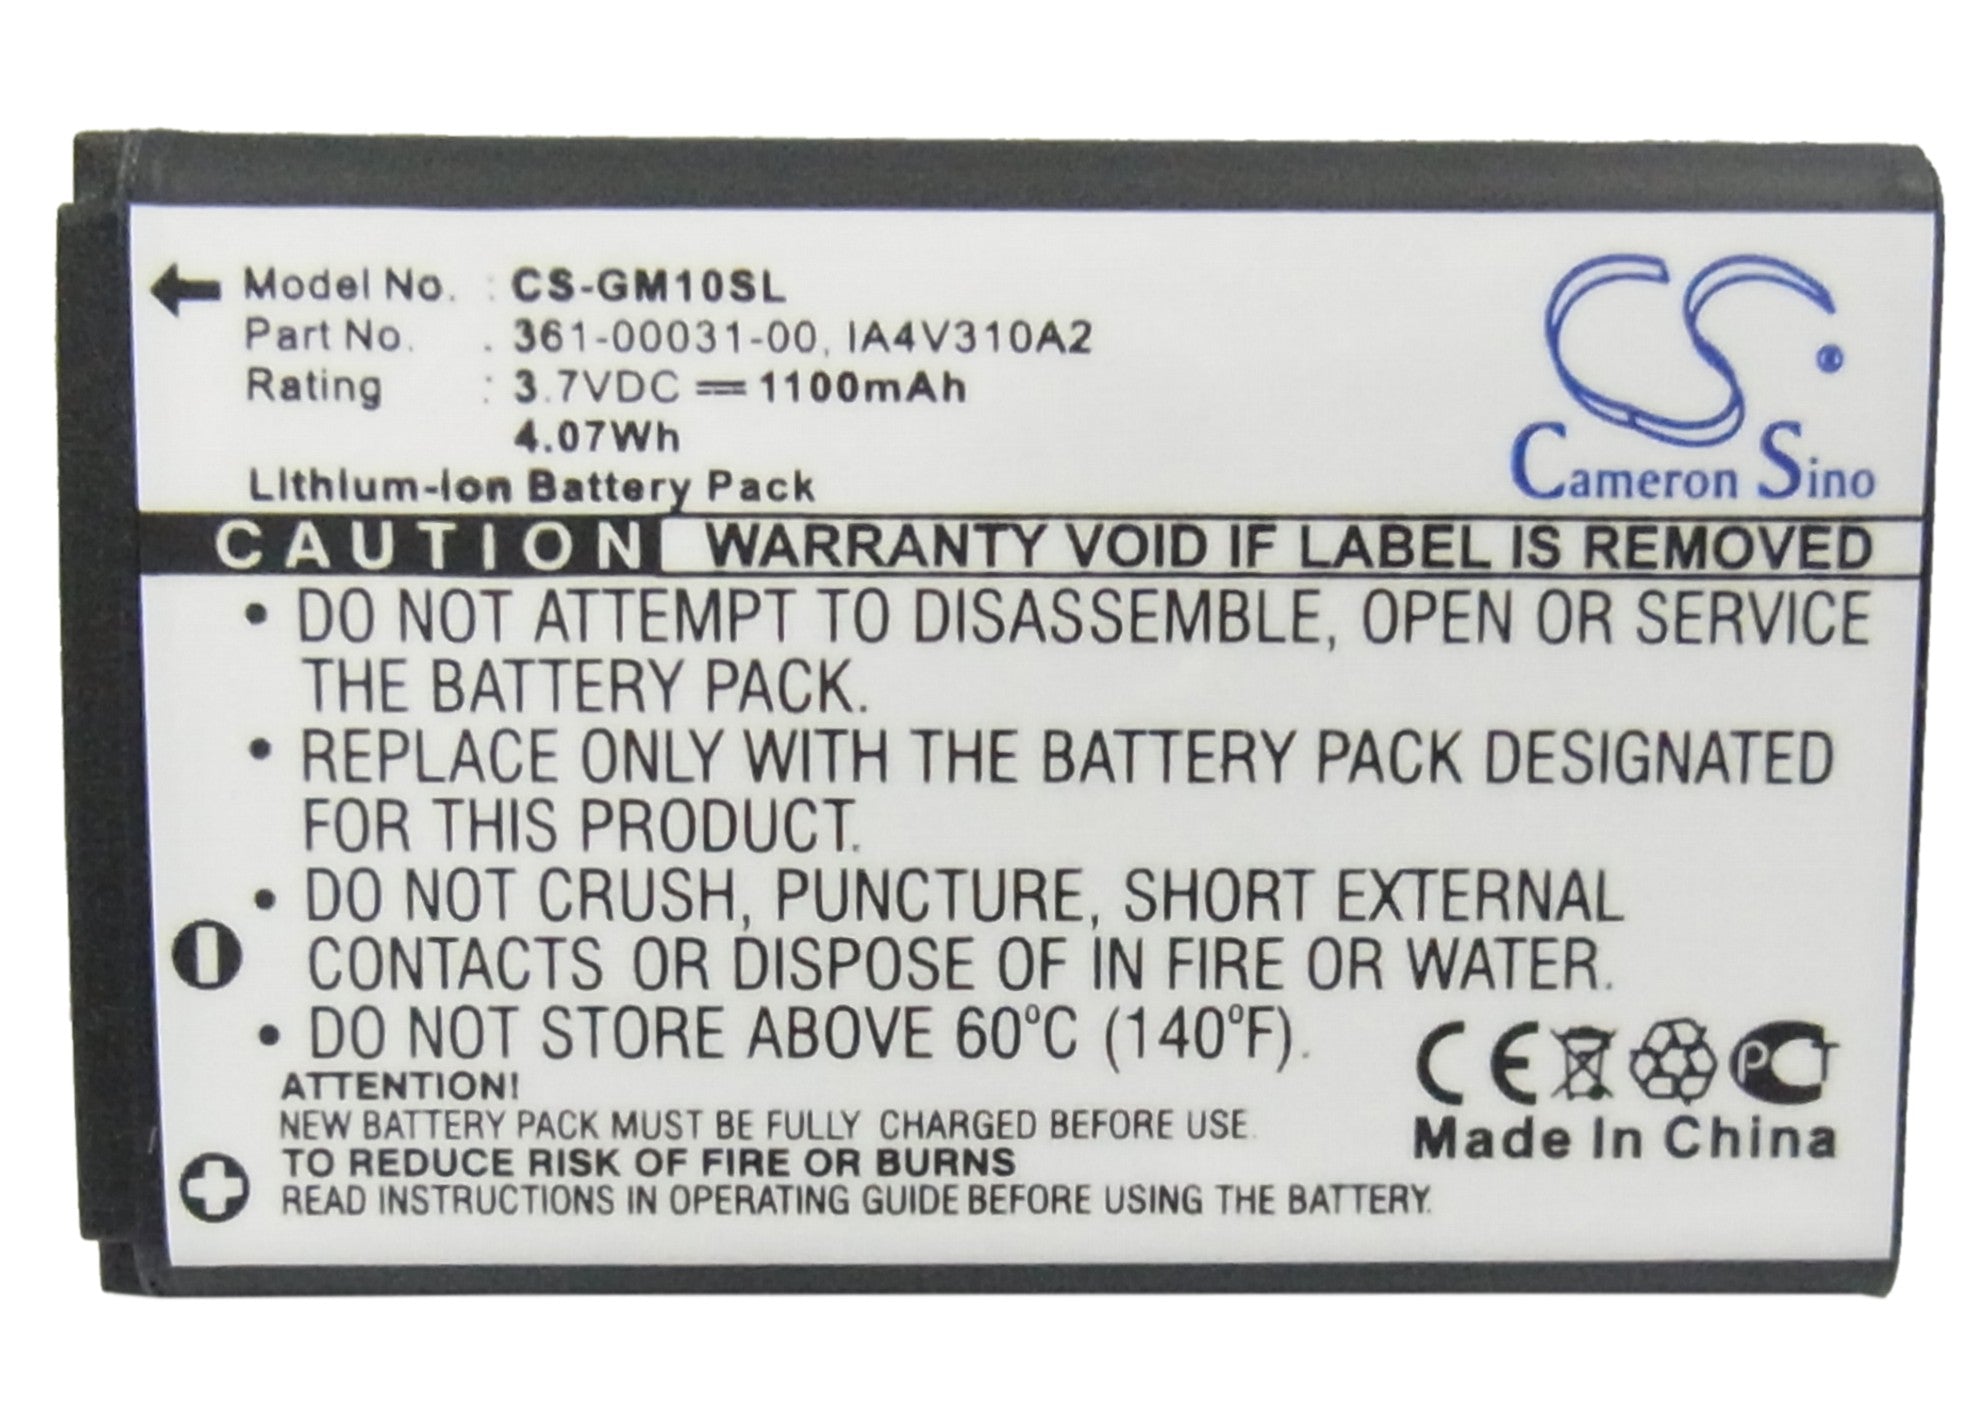 Model No. : CS-GM10SL
Part No. . 361-00031-00, IA4V310A2
Rating : 3.7VDC ⎓ 1100mAh
4.07Wh
Lithium-Ion Battery Pack
CS ®
Cameron Sino
CAUTION WARRANTY VOID IF LABEL IS REMOVED
• DO NOT ATTEMPT TO DISASSEMBLE, OPEN OR SERVICE
THE BATTERY PACK.
• REPLACE ONLY WITH THE BATTERY PACK DESIGNATED
FOR THIS PRODUCT.
• DO NOT CRUSH, PUNCTURE, SHORT EXTERNAL
CONTACTS OR DISPOSE OF IN FIRE OR WATER.
• DO NOT STORE ABOVE 60°C (140°F).
ATTENTION!
NEW BATTERY PACK MUST BE FULLY CHARGED BEFORE USE.
TO REDUCE RISK OF FIRE OR BURNS
READ INSTRUCTIONS IN OPERATING GUIDE BEFORE USING THE BATTERY.
CE PCT
Made In China